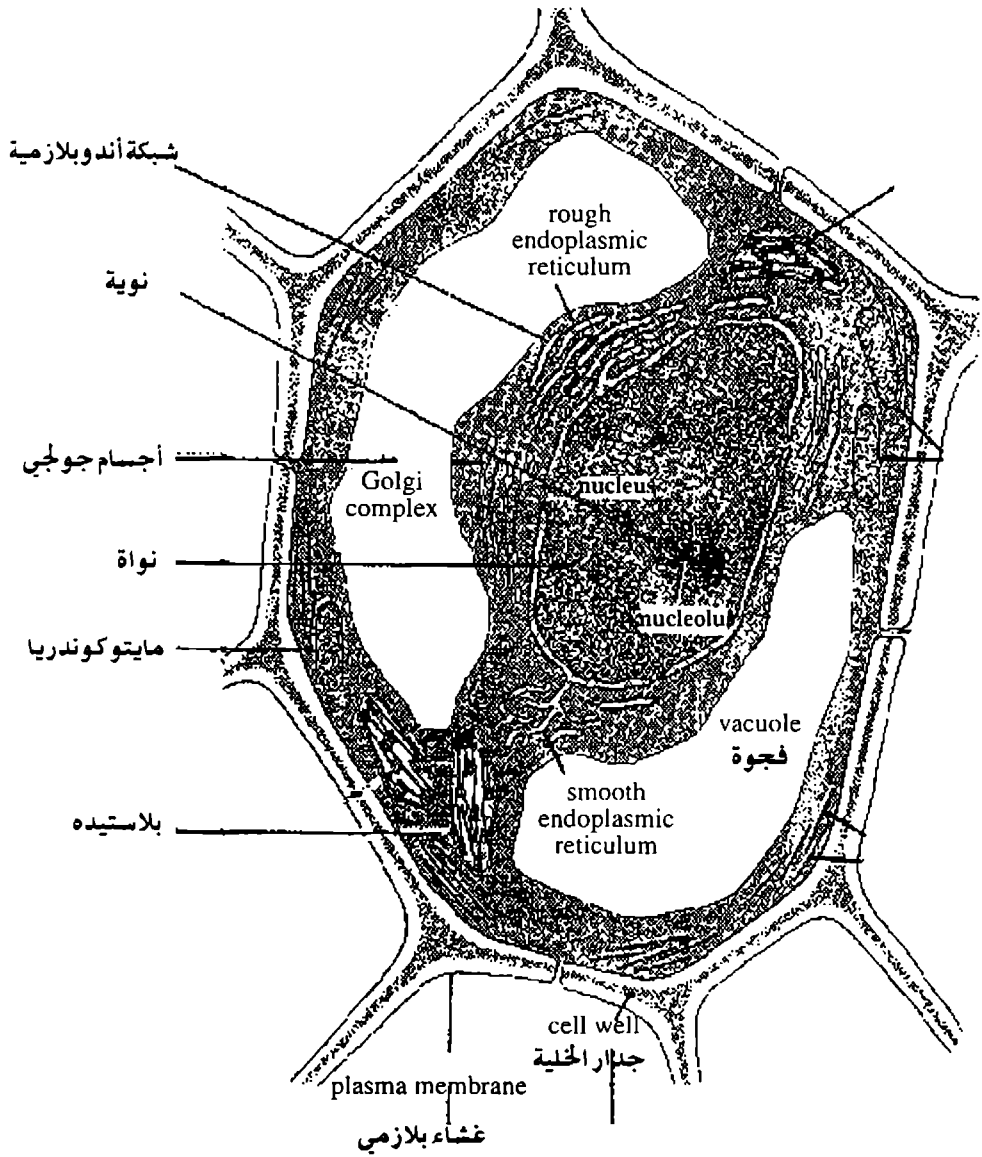 شبكة أندوبلازمية
rough
endoplasmic
reticulum
نوية
أجسام جولجي
Golgi
complex
nucleus
نواة
nucleolus
مايتوكوندريا
vacuole
فجوة
smooth
endoplasmic
reticulum
بلاستيده
cell well
جدار الخلية
plasma membrane
غشاء بلازمي